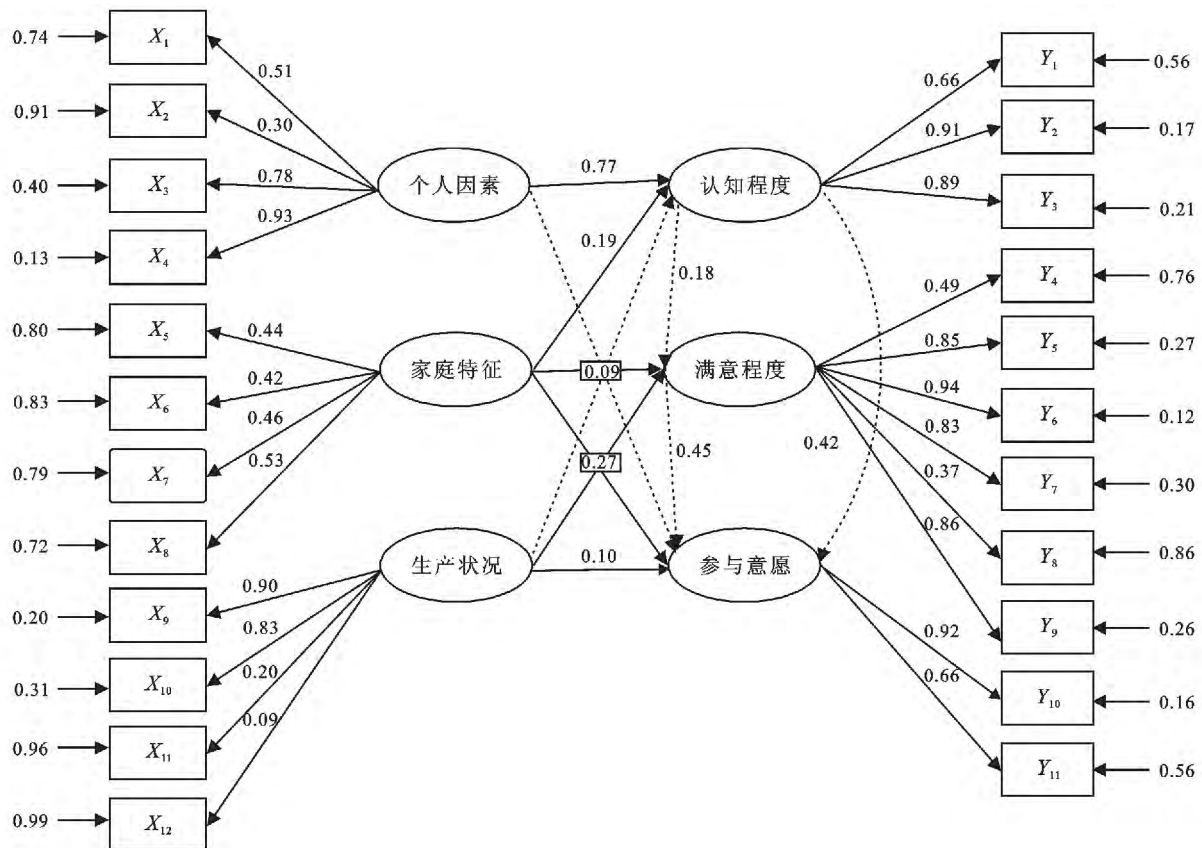 0.74
X₁
0.91
X₂
0.40
X₃
0.13
X₄
0.80
X₅
0.83
X₆
0.79
X₇
0.72
X₈
0.20
X₉
0.31
X₁₀
0.96
X₁₁
0.99
X₁₂
0.51
0.30
0.78
0.93
0.44
0.42
0.46
0.53
0.90
0.83
0.20
0.09
个人因素
家庭特征
生产状况
0.77
0.19
0.09
0.27
0.10
认知程度
0.18
满意程度
0.45
参与意愿
0.42
0.66
0.91
0.89
0.49
0.85
0.94
0.83
0.37
0.86
0.92
0.66
Y₁
0.56
Y₂
0.17
Y₃
0.21
Y₄
0.76
Y₅
0.27
Y₆
0.12
Y₇
0.30
Y₈
0.86
Y₉
0.26
Y₁₀
0.16
Y₁₁
0.56